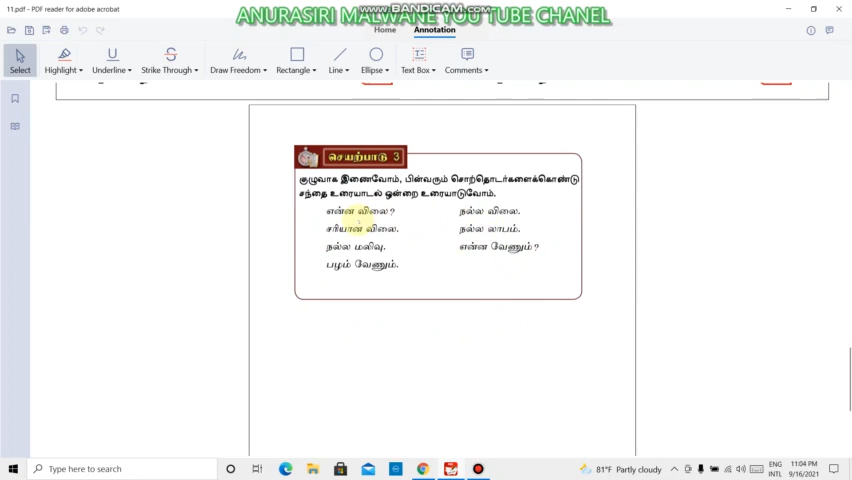 ANURASIRI MALWANE YOU TUBE CHANEL
11.pdf - PDF reader for adobe acrobat
www.BANDICAM.com
Home Annotation
Select Highlight Underline Strike Through Draw Freedom Rectangle Line Ellipse Text Box Comments
செயற்பாடு 3
குழுவாக இணைவோம், பின்வரும் சொற்தொடர்களைக்கொண்டு
சந்தை உரையாடல் ஒன்றை உரையாடுவோம்.
என்ன விலை? நல்ல விலை.
சரியான விலை. நல்ல லாபம்.
நல்ல மலிவு. என்ன வேணும்?
பழம் வேணும்.
Type here to search
81°F Partly cloudy
ENG
INTL
11:04 PM
9/16/2021